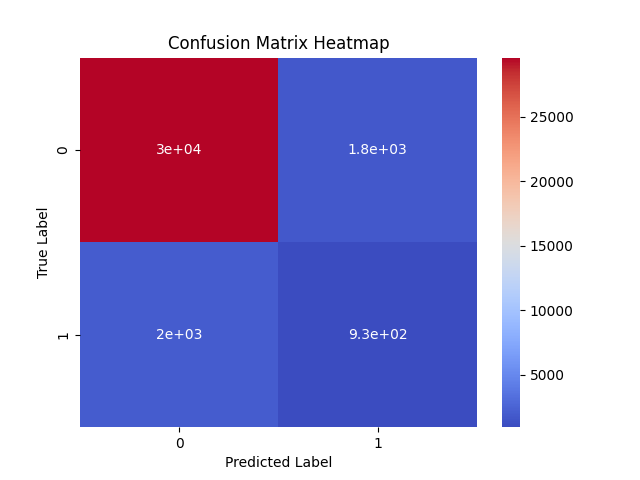 Confusion Matrix Heatmap
True Label
0
1
3e+04
1.8e+03
2e+03
9.3e+02
0
1
Predicted Label
25000
20000
15000
10000
5000